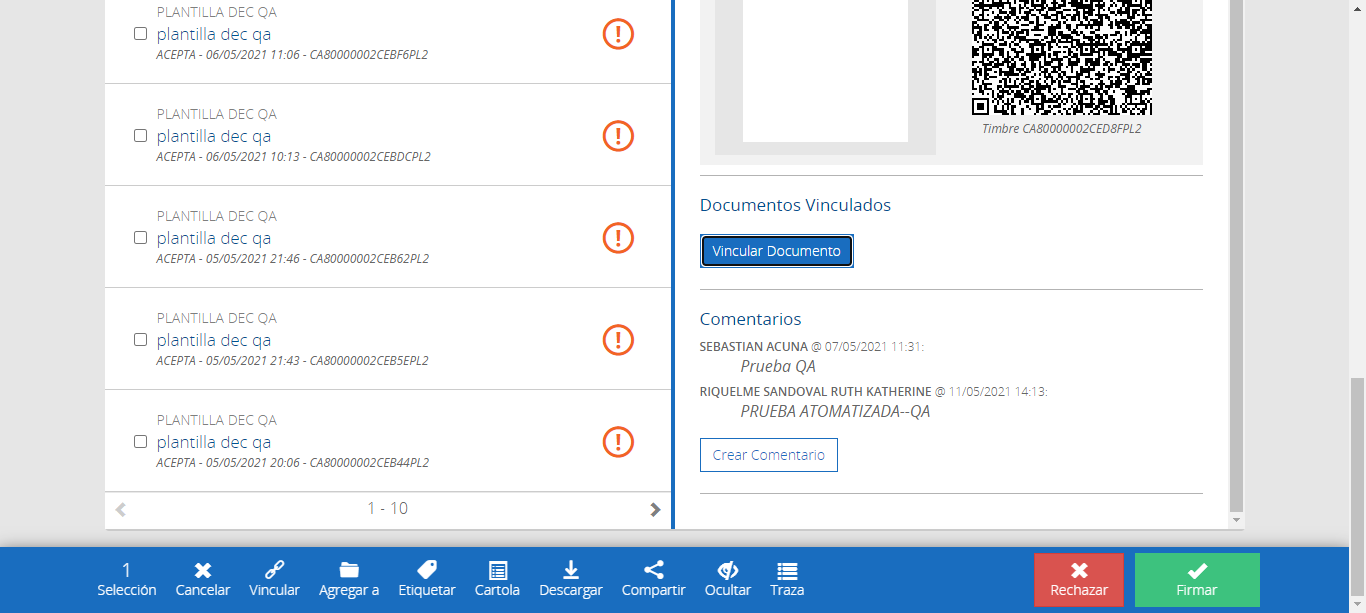 PLANTILLA DEC QA
plantilla dec qa
ACEPTA - 06/05/2021 11:06 - CA80000002CEBF6PL2
PLANTILLA DEC QA
plantilla dec qa
ACEPTA - 06/05/2021 10:13 - CA80000002CEBDCPL2
PLANTILLA DEC QA
plantilla dec qa
ACEPTA - 05/05/2021 21:46 - CA80000002CEB62PL2
PLANTILLA DEC QA
plantilla dec qa
ACEPTA - 05/05/2021 21:43 - CA80000002CEB5EPL2
PLANTILLA DEC QA
plantilla dec qa
ACEPTA - 05/05/2021 20:06 - CA80000002CEB44PL2
1 - 10
Timbre CA80000002CED8FPL2
Documentos Vinculados
Vincular Documento
Comentarios
SEBASTIAN ACUNA @ 07/05/2021 11:31:
Prueba QA
RIQUELME SANDOVAL RUTH KATHERINE @ 11/05/2021 14:13:
PRUEBA ATOMATIZADA--QA
Crear Comentario
1
Selección
Cancelar
Vincular
Agregar a
Etiquetar
Cartola
Descargar
Compartir
Ocultar
Traza
Rechazar
Firmar